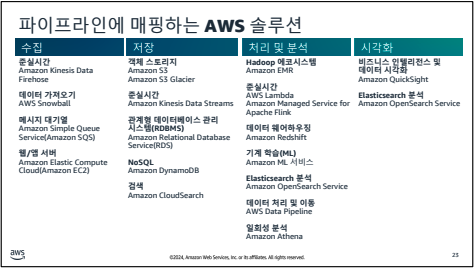 파이프라인에 매핑하는 AWS 솔루션
수집
준실시간
Amazon Kinesis Data
Firehose
데이터 가져오기
AWS Snowball
메시지 대기열
Amazon Simple Queue
Service(Amazon SQS)
웹/앱 서버
Amazon Elastic Compute
Cloud(Amazon EC2)
저장
객체 스토리지
Amazon S3
Amazon S3 Glacier
준실시간
Amazon Kinesis Data Streams
관계형 데이터베이스 관리
시스템(RDBMS)
Amazon Relational Database
Service(RDS)
NoSQL
Amazon DynamoDB
검색
Amazon CloudSearch
처리 및 분석
Hadoop 에코시스템
Amazon EMR
준실시간
AWS Lambda
Amazon Managed Service for
Apache Flink
데이터 웨어하우징
Amazon Redshift
기계 학습(ML)
Amazon ML 서비스
Elasticsearch 분석
Amazon OpenSearch Service
데이터 처리 및 이동
AWS Data Pipeline
일회성 분석
Amazon Athena
시각화
비즈니스 인텔리전스 및
데이터 시각화
Amazon QuickSight
Elasticsearch 분석
Amazon OpenSearch Service
aws
©2024, Amazon Web Services, Inc. or its affiliates. All rights reserved.
23